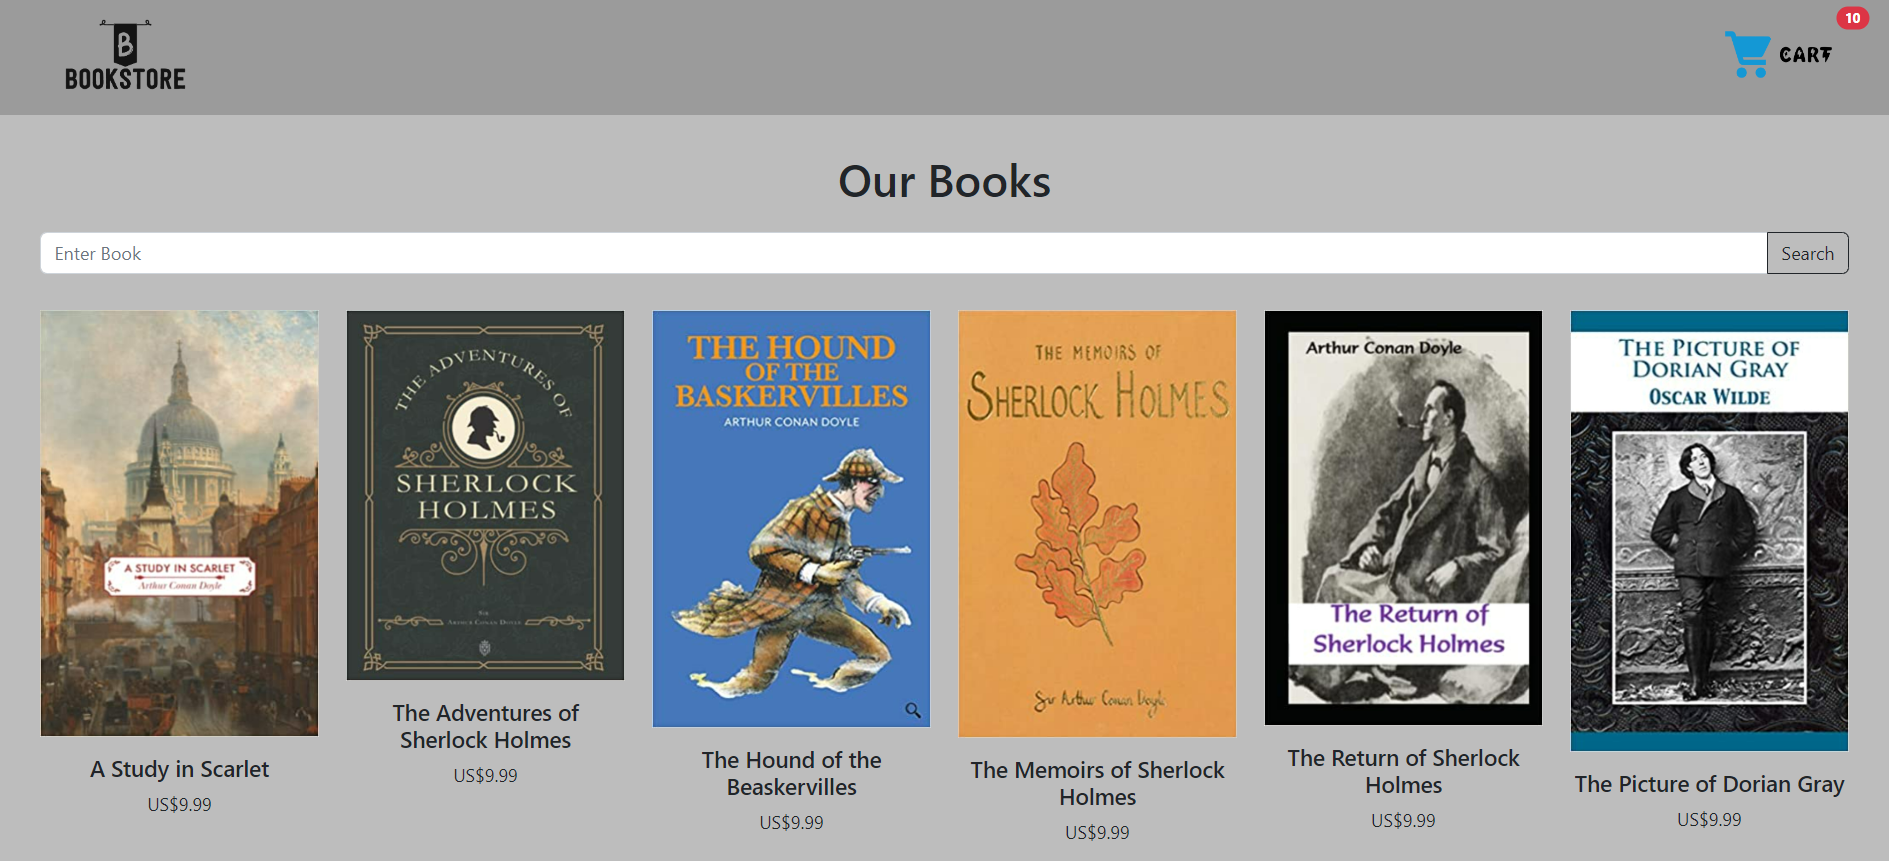 B
BOOKSTORE
CART
10
Our Books
Enter Book
Search
A STUDY IN SCARLET
Arthur Conan Doyle
A Study in Scarlet
US$9.99
THE ADVENTURES OF
SHERLOCK
HOLMES
ARTHUR CONAN DOYLE
The Adventures of
Sherlock Holmes
US$9.99
THE HOUND
OF THE
BASKERVILLES
ARTHUR CONAN DOYLE
The Hound of the
Beaskervilles
US$9.99
THE MEMOIRS OF
SHERLOCK HOLMES
Sir Arthur Conan Doyle
The Memoirs of Sherlock
Holmes
US$9.99
Arthur Conan Doyle
The Return of
Sherlock Holmes
The Return of Sherlock
Holmes
US$9.99
THE PICTURE OF
DORIAN GRAY
OSCAR WILDE
The Picture of Dorian Gray
US$9.99